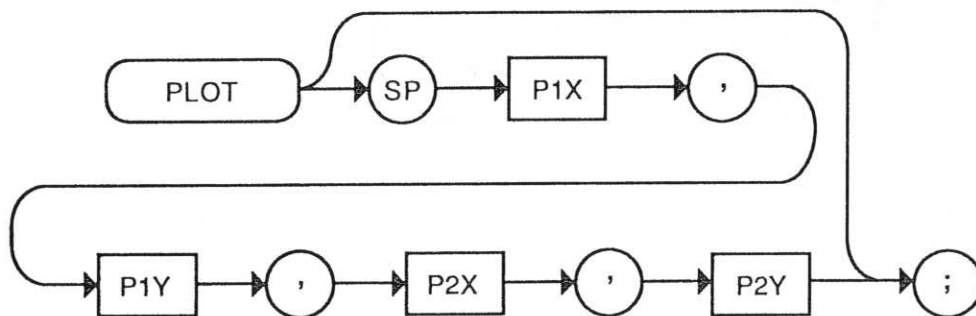 PLOT SP P1X ,
P1Y , P2X , P2Y ;